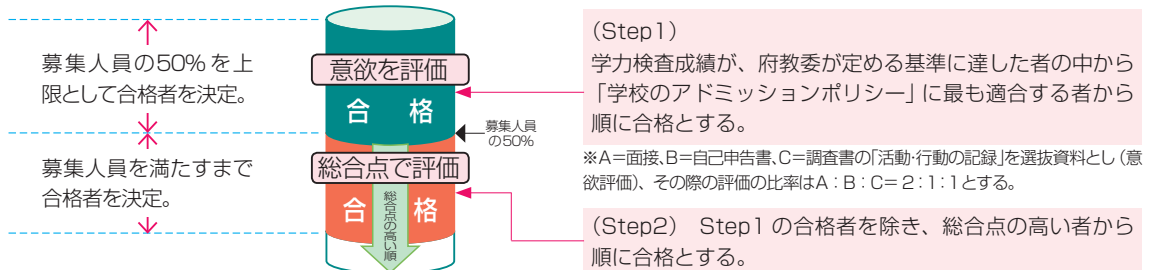 募集人員の50%を上
限として合格者を決定。
募集人員を満たすまで
合格者を決定。
意欲を評価
合格
募集人員
の50%
総合点で評価
合格
総合点の高い順
（Step1）
学力検査成績が、府教委が定める基準に達した者の中から
「学校のアドミッションポリシー」に最も適合する者から
順に合格とする。
※A＝面接、B＝自己申告書、C＝調査書の「活動・行動の記録」を選抜資料とし（意
欲評価）、その際の評価の比率はA：B：C＝2：1：1とする。
（Step2）　Step1の合格者を除き、総合点の高い者から
順に合格とする。